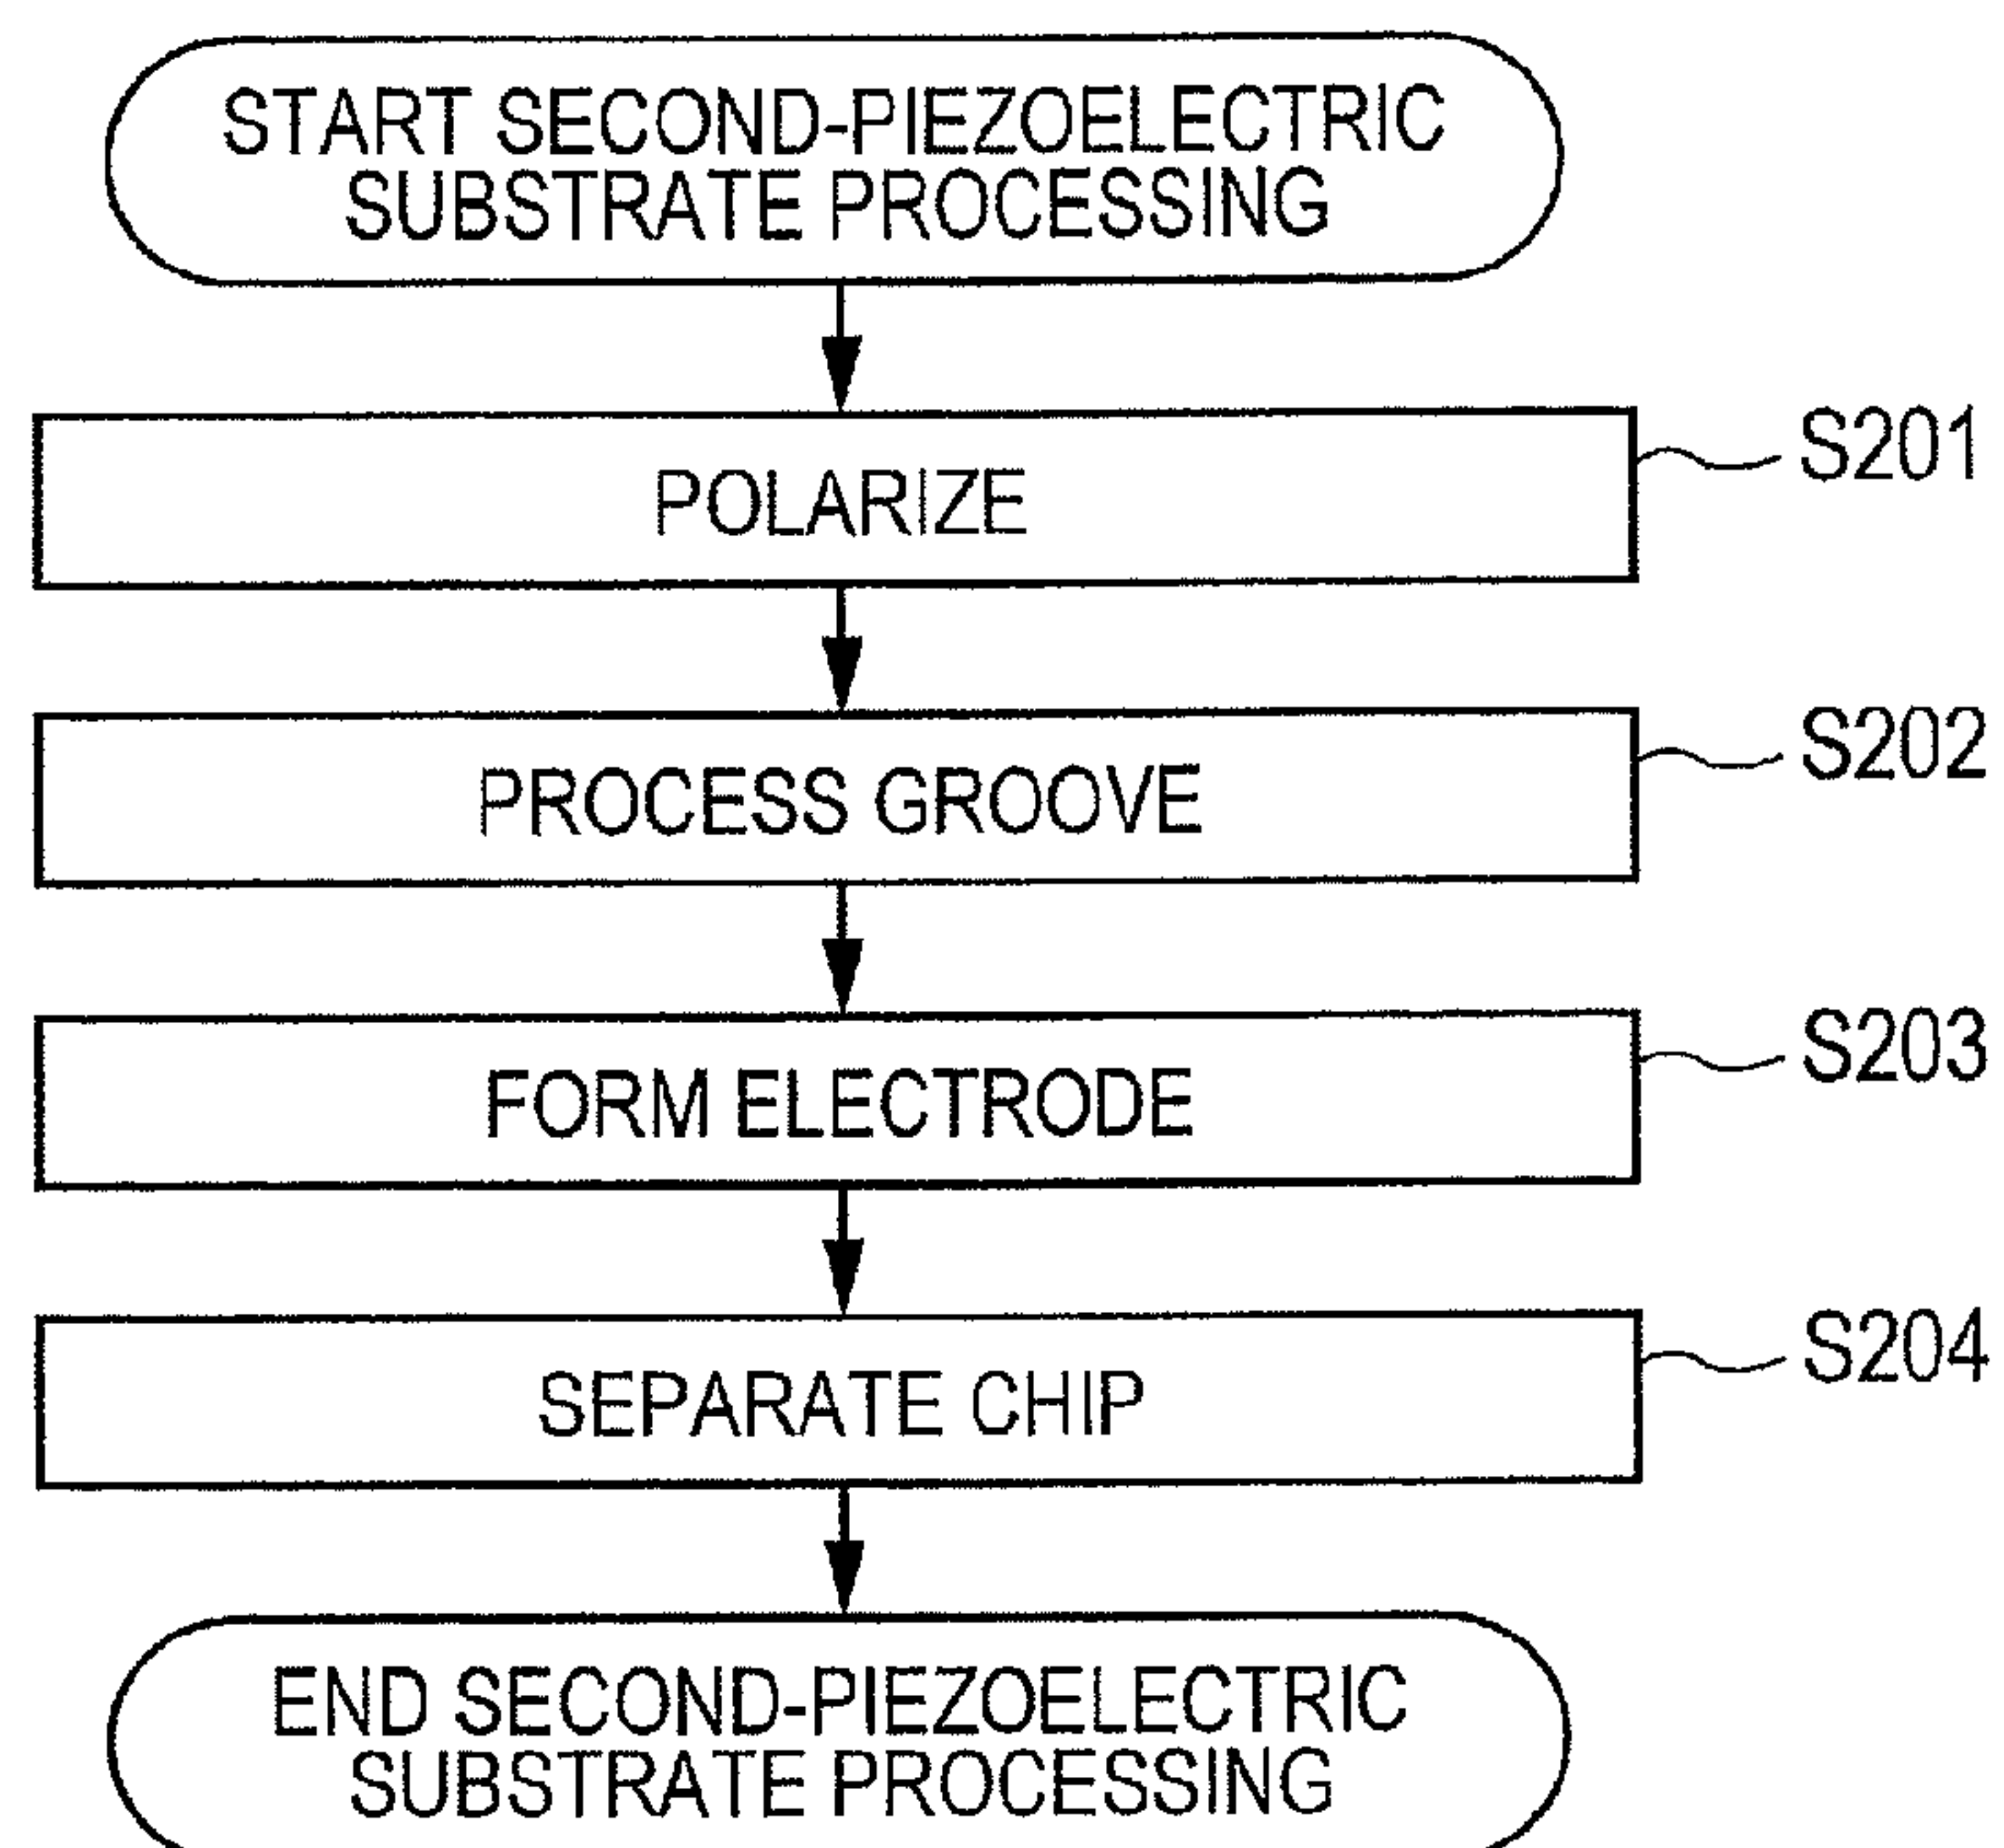 START SECOND-PIEZOELECTRIC
SUBSTRATE PROCESSING
POLARIZE
S201
PROCESS GROOVE
S202
FORM ELECTRODE
S203
SEPARATE CHIP
S204
END SECOND-PIEZOELECTRIC
SUBSTRATE PROCESSING